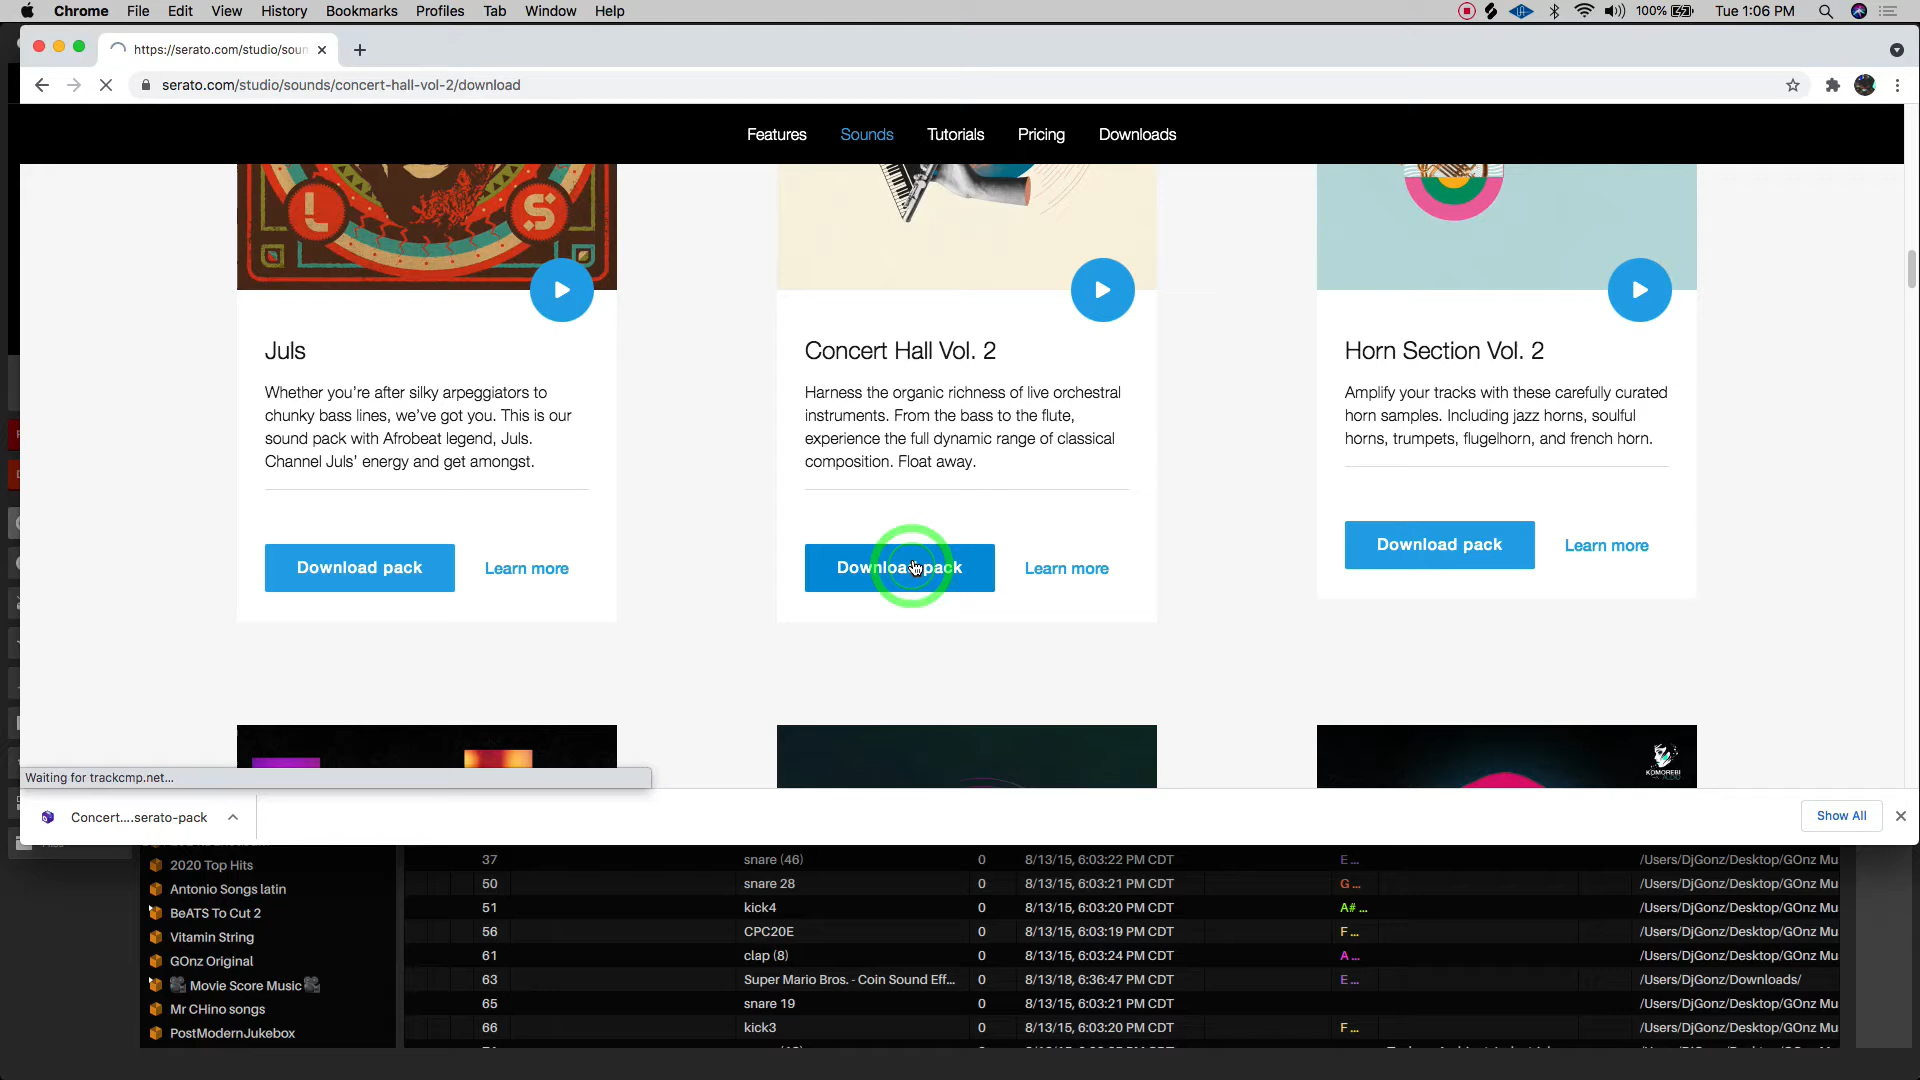 Chrome File Edit View History Bookmarks Profiles Tab Window Help 100% Tue 1:06 PM
https://serato.com/studio/soun
serato.com/studio/sounds/concert-hall-vol-2/download
Features Sounds Tutorials Pricing Downloads
L S
Juls
Whether you’re after silky arpeggiators to
chunky bass lines, we’ve got you. This is our
sound pack with Afrobeat legend, Juls.
Channel Juls’ energy and get amongst.
Download pack Learn more
Concert Hall Vol. 2
Harness the organic richness of live orchestral
instruments. From the bass to the flute,
experience the full dynamic range of classical
composition. Float away.
Download pack Learn more
Horn Section Vol. 2
Amplify your tracks with these carefully curated
horn samples. Including jazz horns, soulful
horns, trumpets, flugelhorn, and french horn.
Download pack Learn more
KOMOREBI
AUDIO
Waiting for trackcmp.net...
Concert....serato-pack Show All
2020 Top Hits
Antonio Songs latin
BeATS To Cut 2
Vitamin String
GOnz Original
Movie Score Music
Mr CHino songs
PostModernJukebox
37 snare (46) 0 8/13/15, 6:03:22 PM CDT E... /Users/DjGonz/Desktop/GOnz Mu
50 snare 28 0 8/13/15, 6:03:21 PM CDT G... /Users/DjGonz/Desktop/GOnz Mu
51 kick4 0 8/13/15, 6:03:20 PM CDT A# ... /Users/DjGonz/Desktop/GOnz Mu
56 CPC20E 0 8/13/15, 6:03:19 PM CDT F... /Users/DjGonz/Desktop/GOnz Mu
61 clap (8) 0 8/13/15, 6:03:24 PM CDT A... /Users/DjGonz/Desktop/GOnz Mu
63 Super Mario Bros. - Coin Sound Eff... 0 8/13/18, 6:36:47 PM CDT E... /Users/DjGonz/Downloads/
65 snare 19 0 8/13/15, 6:03:21 PM CDT /Users/DjGonz/Desktop/GOnz Mu
66 kick3 0 8/13/15, 6:03:20 PM CDT F... /Users/DjGonz/Desktop/GOnz Mu